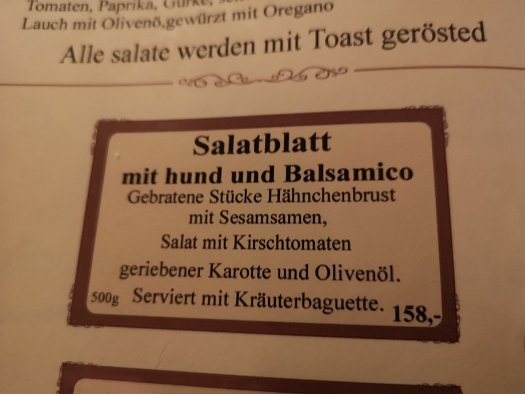 Tomaten, Paprika, Gurke,
Lauch mit Olivenö,gewürzt mit Oregano
Alle salate werden mit Toast gerösted
Salatblatt
mit hund und Balsamico
Gebratene Stücke Hähnchenbrust
mit Sesamsamen,
Salat mit Kirschtomaten
geriebener Karotte und Olivenöl.
500g Serviert mit Kräuterbaguette. 158,-